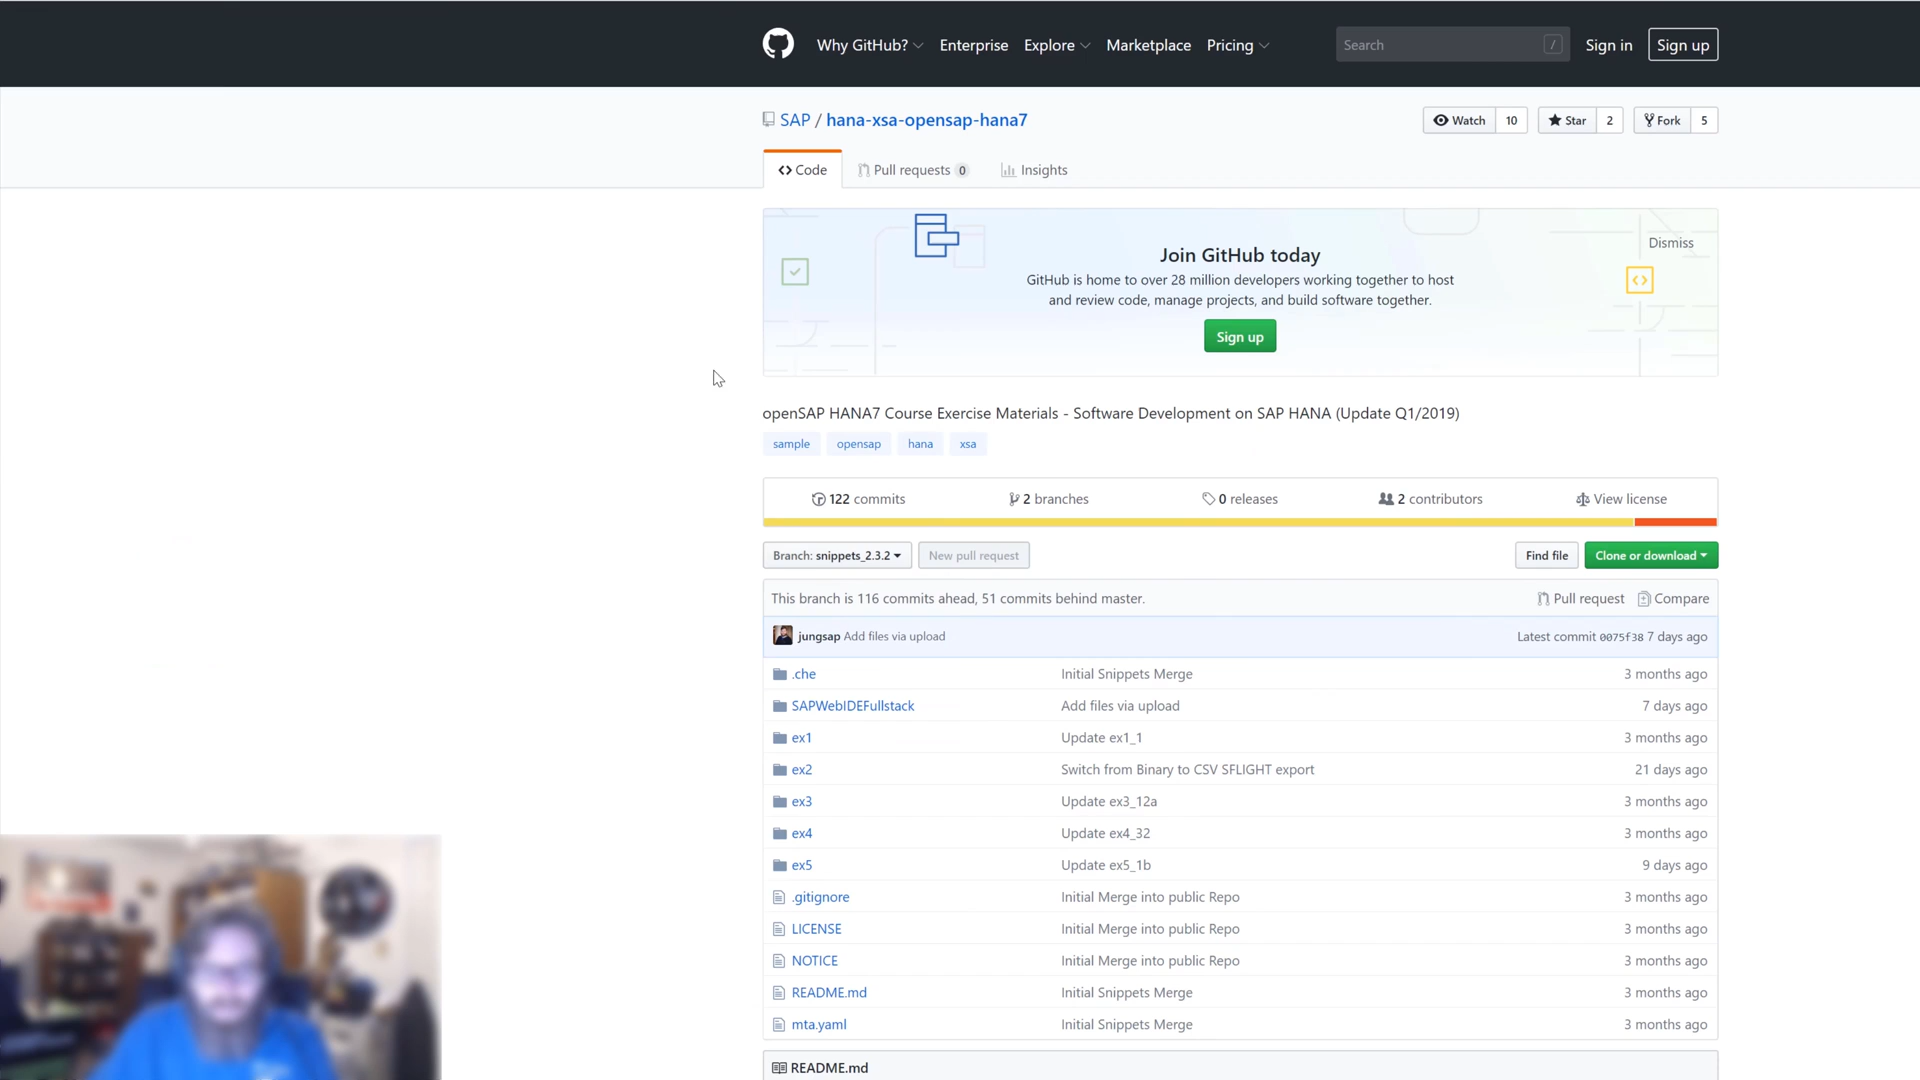 Why GitHub? Enterprise Explore Marketplace Pricing Search / Sign in Sign up
SAP / hana-xsa-opensap-hana7 Watch 10 Star 2 Fork 5
Code Pull requests 0 Insights
Dismiss
Join GitHub today
GitHub is home to over 28 million developers working together to host
and review code, manage projects, and build software together.
Sign up
openSAP HANA7 Course Exercise Materials - Software Development on SAP HANA (Update Q1/2019)
sample opensap hana xsa
122 commits 2 branches 0 releases 2 contributors View license
Branch: snippets_2.3.2 New pull request Find file Clone or download
This branch is 116 commits ahead, 51 commits behind master. Pull request Compare
jungsap Add files via upload Latest commit 0075f38 7 days ago
.che Initial Snippets Merge 3 months ago
SAPWebIDEFullstack Add files via upload 7 days ago
ex1 Update ex1_1 3 months ago
ex2 Switch from Binary to CSV SFLIGHT export 21 days ago
ex3 Update ex3_12a 3 months ago
ex4 Update ex4_32 3 months ago
ex5 Update ex5_1b 9 days ago
.gitignore Initial Merge into public Repo 3 months ago
LICENSE Initial Merge into public Repo 3 months ago
NOTICE Initial Merge into public Repo 3 months ago
README.md Initial Snippets Merge 3 months ago
mta.yaml Initial Snippets Merge 3 months ago
README.md